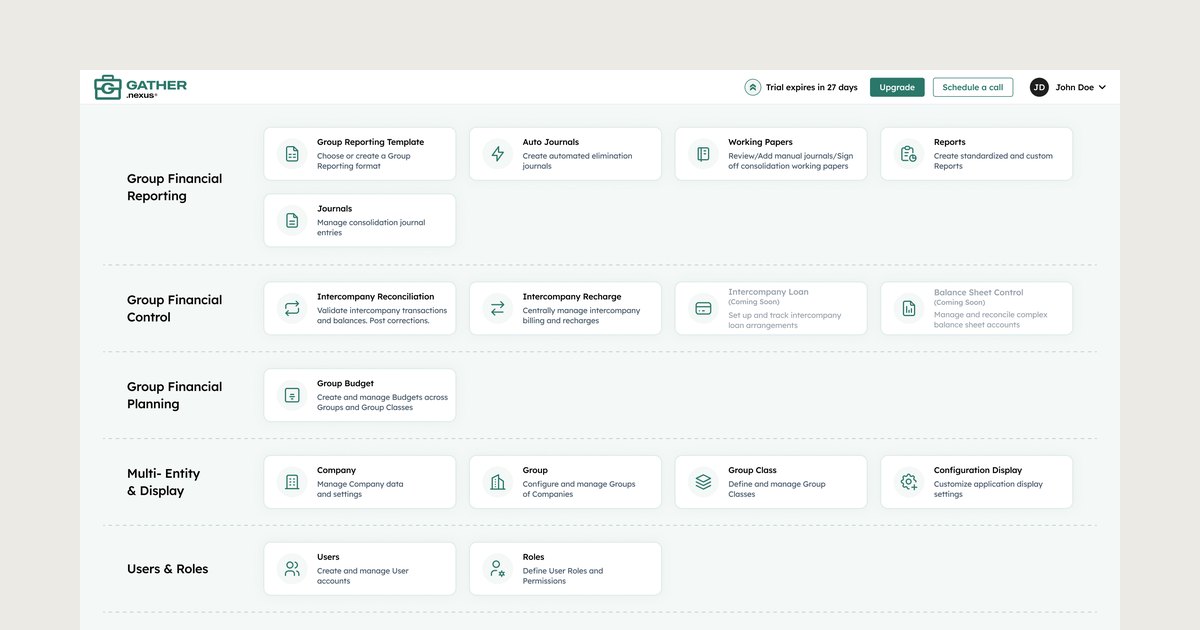 GATHER
.nexus®
Trial expires in 27 days
Upgrade
Schedule a call
JD
John Doe
Group Financial
Reporting
Group Reporting Template
Choose or create a Group
Reporting format
Auto Journals
Create automated elimination
journals
Working Papers
Review/Add manual journals/Sign
off consolidation working papers
Reports
Create standardized and custom
Reports
Journals
Manage consolidation journal
entries
Group Financial
Control
Intercompany Reconciliation
Validate intercompany transactions
and balances. Post corrections.
Intercompany Recharge
Centrally manage intercompany
billing and recharges
Intercompany Loan
(Coming Soon)
Set up and track intercompany
loan arrangements
Balance Sheet Control
(Coming Soon)
Manage and reconcile complex
balance sheet accounts
Group Financial
Planning
Group Budget
Create and manage Budgets across
Groups and Group Classes
Multi- Entity
& Display
Company
Manage Company data
and settings
Group
Configure and manage Groups
of Companies
Group Class
Define and manage Group
Classes
Configuration Display
Customize application display
settings
Users & Roles
Users
Create and manage User
accounts
Roles
Define User Roles and
Permissions